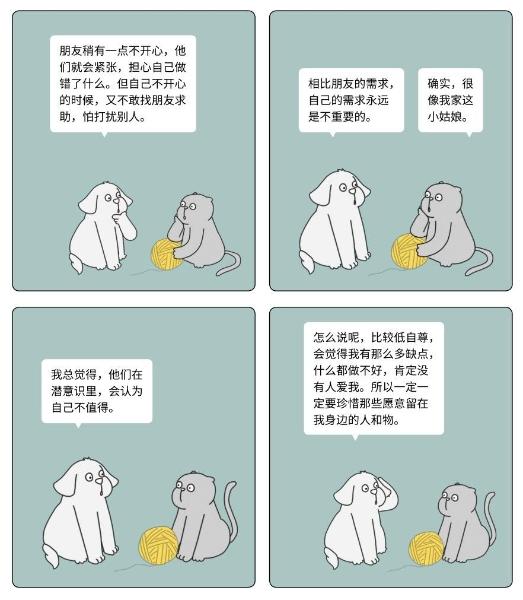 朋友稍有一点不开心，他
们就会紧张，担心自己做
错了什么。但自己不开心
的时候，又不敢找朋友求
助，怕打扰别人。
相比朋友的需求，
自己的需求永远
是不重要的。
确实，很
像我家这
小姑娘。
我总觉得，他们在
潜意识里，会认为
自己不值得。
怎么说呢，比较低自尊，
会觉得我有那么多缺点，
什么都做不好，肯定没
有人爱我。所以一定一
定要珍惜那些愿意留在
我身边的人和物。